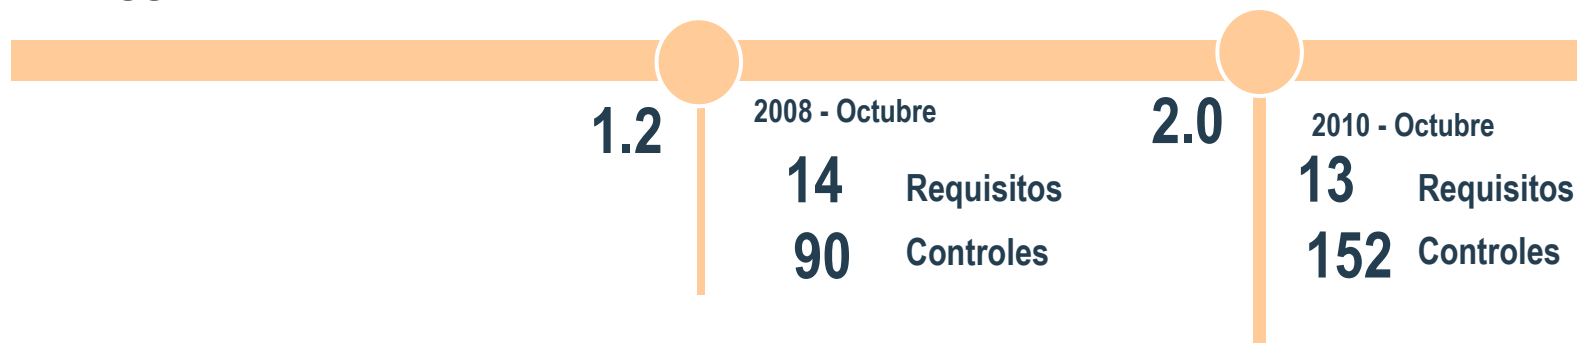 1.2
2008 - Octubre
14 Requisitos
90 Controles
2.0
2010 - Octubre
13 Requisitos
152 Controles